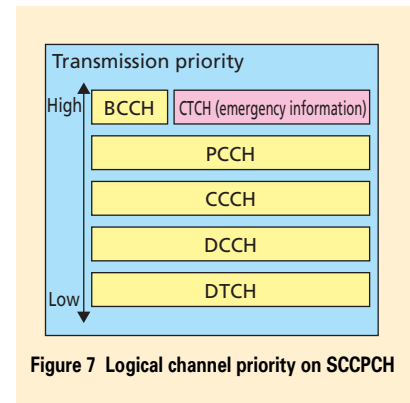 Transmission priority
High
BCCH
CTCH (emergency information)
PCCH
CCCH
DCCH
DTCH
Low
Figure 7 Logical channel priority on SCCPCH